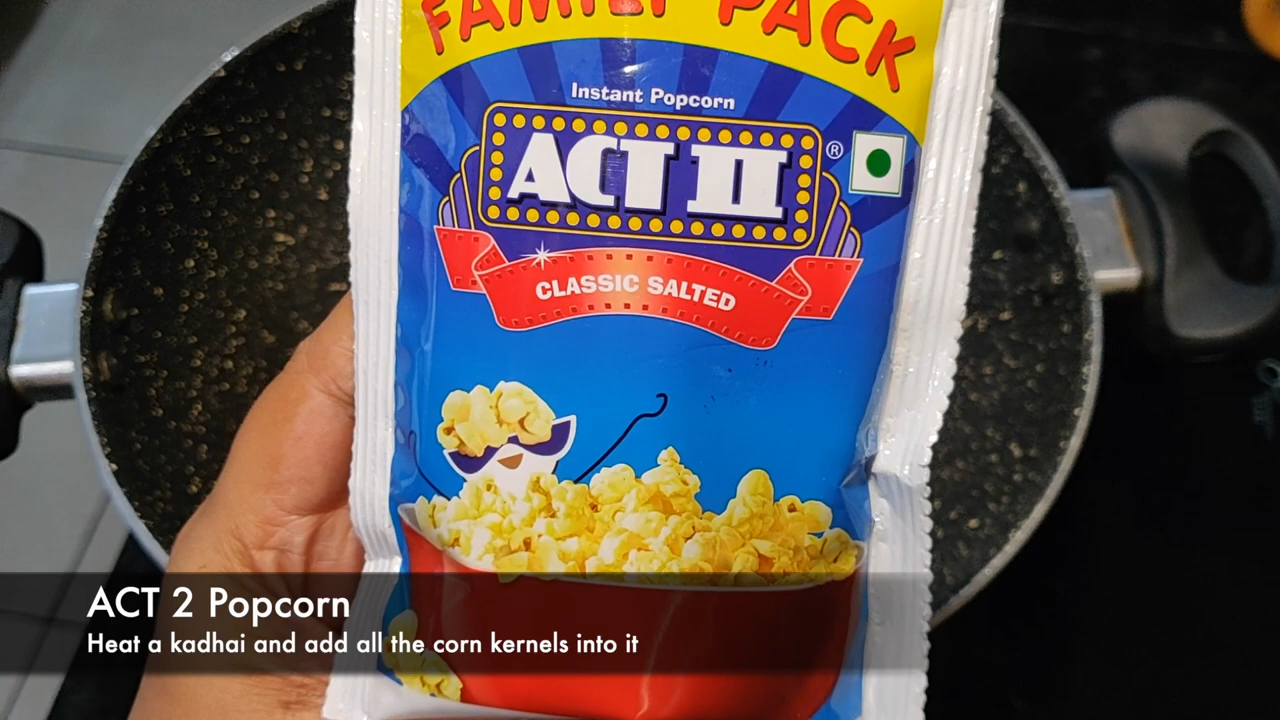 FAMILY PACK
Instant Popcorn
ACT II ®
CLASSIC SALTED
ACT 2 Popcorn
Heat a kadhai and add all the corn kernels into it